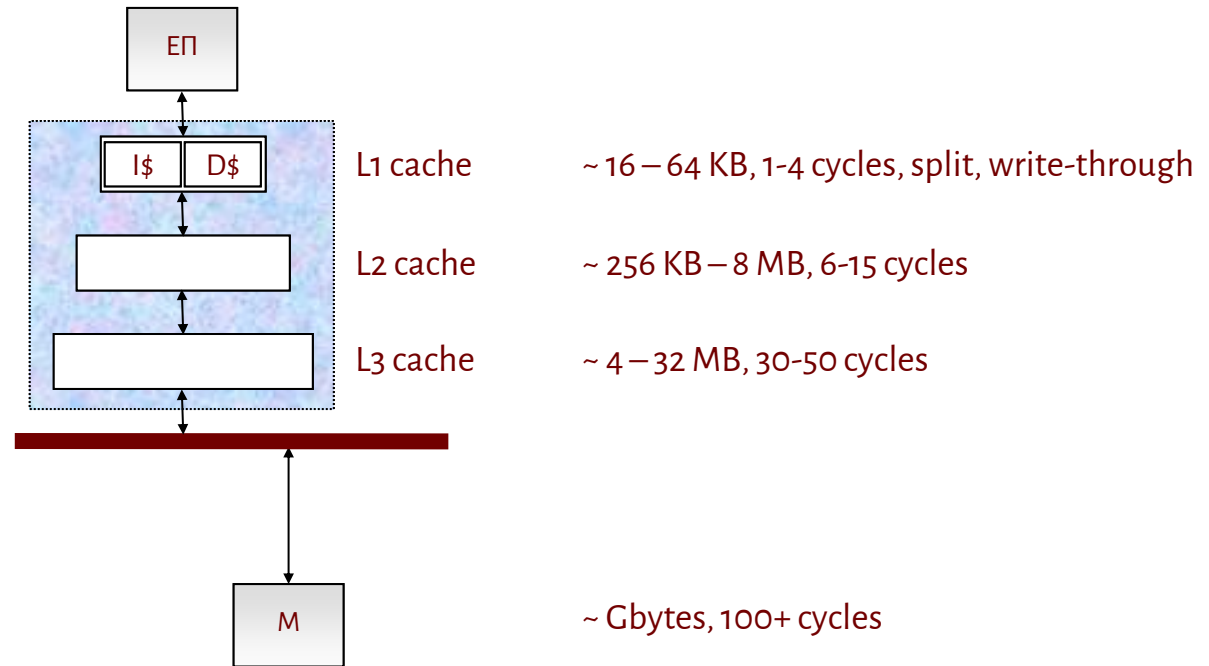 ΕΠ
I$ D$ L1 cache ~ 16 – 64 KB, 1-4 cycles, split, write-through
L2 cache ~ 256 KB – 8 MB, 6-15 cycles
L3 cache ~ 4 – 32 MB, 30-50 cycles
M ~ Gbytes, 100+ cycles